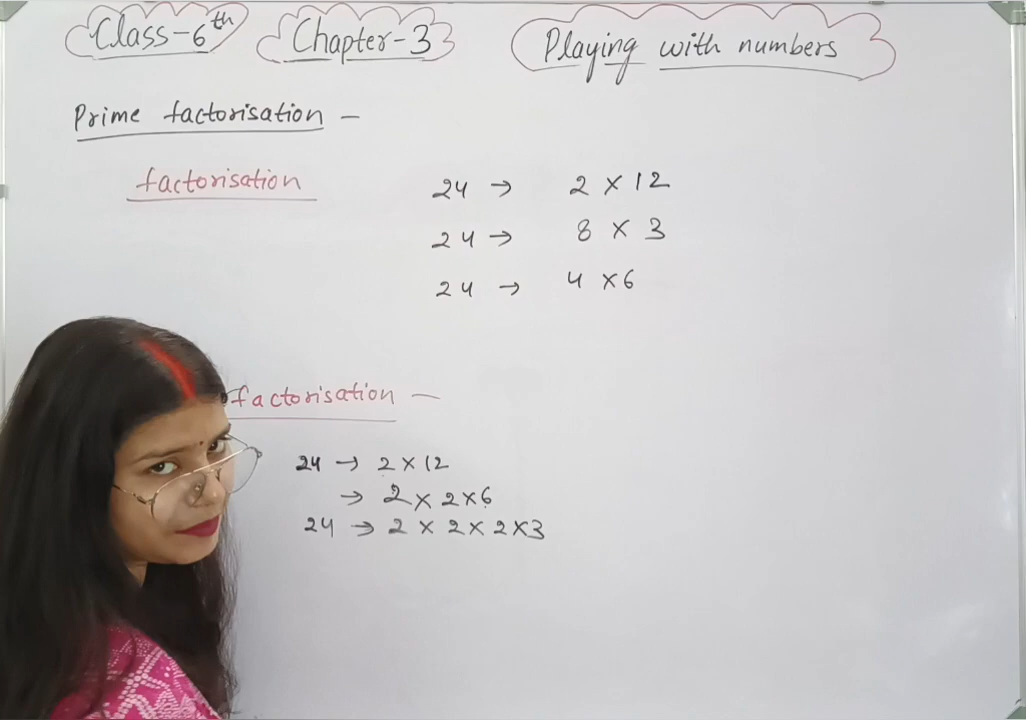 Class-6th Chapter-3 Playing with numbers
Prime factorisation -
factorisation
24 → 2 × 12
24 → 8 × 3
24 → 4 × 6
factorisation -
24 → 2 × 12
→ 2 × 2 × 6
24 → 2 × 2 × 2 × 3